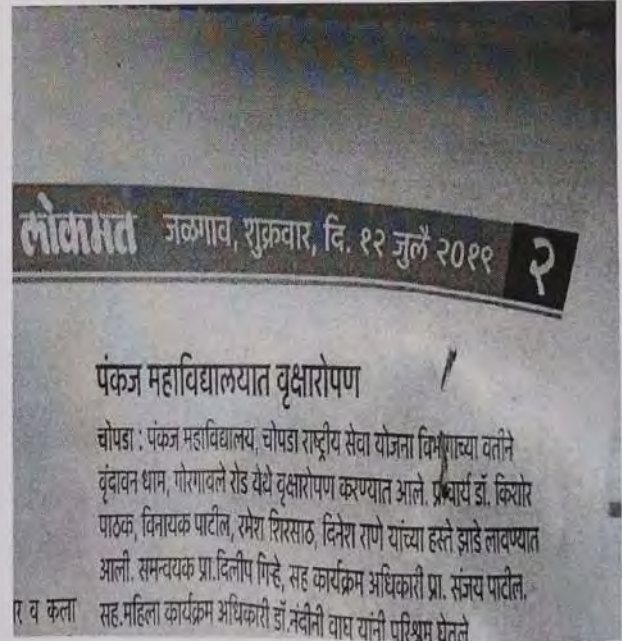 लोकमत जळगाव, शुक्रवार, दि. १२ जुलै २०१९ २
पंकज महाविद्यालयात वृक्षारोपण
चोपडा : पंकज महाविद्यालय, चोपडा राष्ट्रीय सेवा योजना विभागाच्या वतीने
वृंदावन धाम, गोरगावले रोड येथे वृक्षारोपण करण्यात आले. प्राचार्य डॉ. किशोर
पाठक, विनायक पाटील, रमेश शिरसाठ, दिनेश राणे यांच्या हस्ते झाडे लावण्यात
आली. समन्वयक प्रा.दिलीप गिऱ्हे, सह कार्यक्रम अधिकारी प्रा. संजय पाटील.
सह.महिला कार्यक्रम अधिकारी डॉ.नंदीनी वाघ यांनी परिश्रम घेतले
र व कला